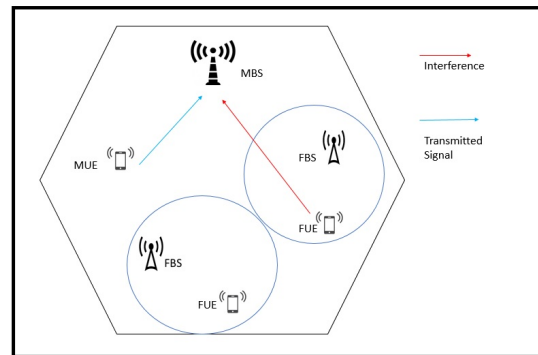 MBS
Interference
Transmitted
Signal
FBS
MUE
FUE
FBS
FUE